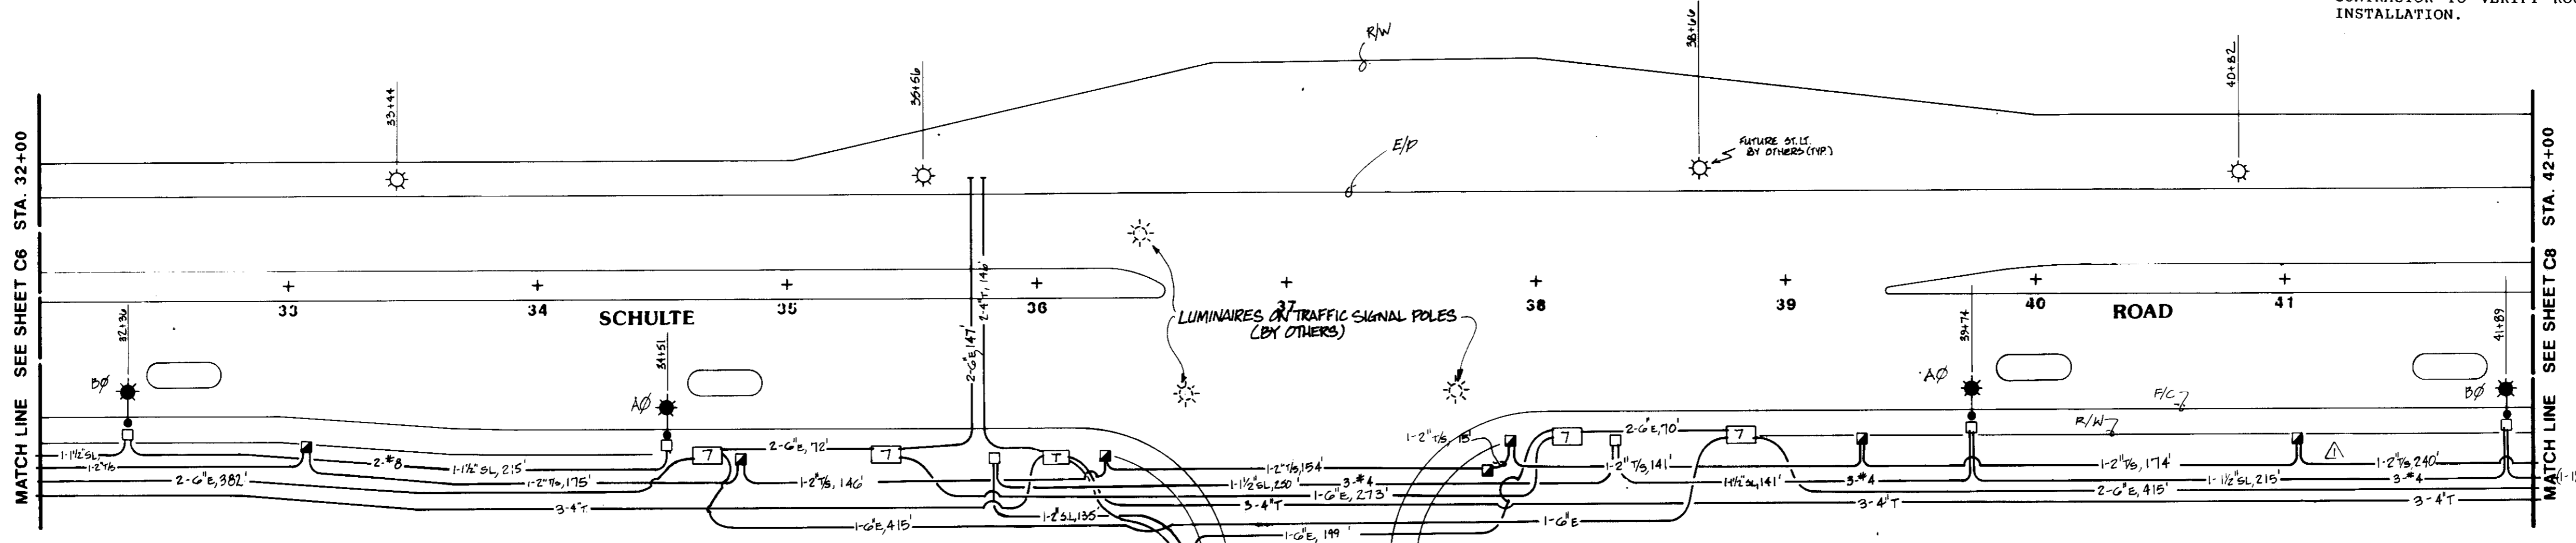 INSTALLATION.
MATCH LINE SEE SHEET C6 STA. 32+00
33+44
35+56
R/W
38+66
40+82
E/P
FUTURE ST. LT.
BY OTHERS (TYP.)
33
34
35
36
37
38
39
40
41
SCHULTE
ROAD
LUMINAIRES ON TRAFFIC SIGNAL POLES
(BY OTHERS)
32+36
34+51
39+74
41+89
BØ
AØ
AØ
BØ
F/C
R/W
2-6"E, 147'
2-4"T, 146'
1-1½"SL,
1-2"T/S
2-6"E, 382'
2-#8
1-1½" SL, 215'
1-2"T/S, 175'
3-4"T
7
2-6"E, 72'
7
1-2"T/S, 146'
1-6"E, 415'
T
1-2"SL, 135'
1-2"T/S, 154'
1-1½"SL, 250'
3-#4
1-6"E, 273'
3-4"T
1-6"E, 199'
1-2"T/S, 15'
7
2-6"E, 70'
7
1-2"T/S, 141'
1-1½"SL, 141'
3-#4
1-6"E
1-2"T/S, 174'
1
1-2"T/S, 240'
1-1½"SL, 215'
3-#4
2-6"E, 415'
3-4"T
3-4"T
MATCH LINE SEE SHEET C8 STA. 42+00